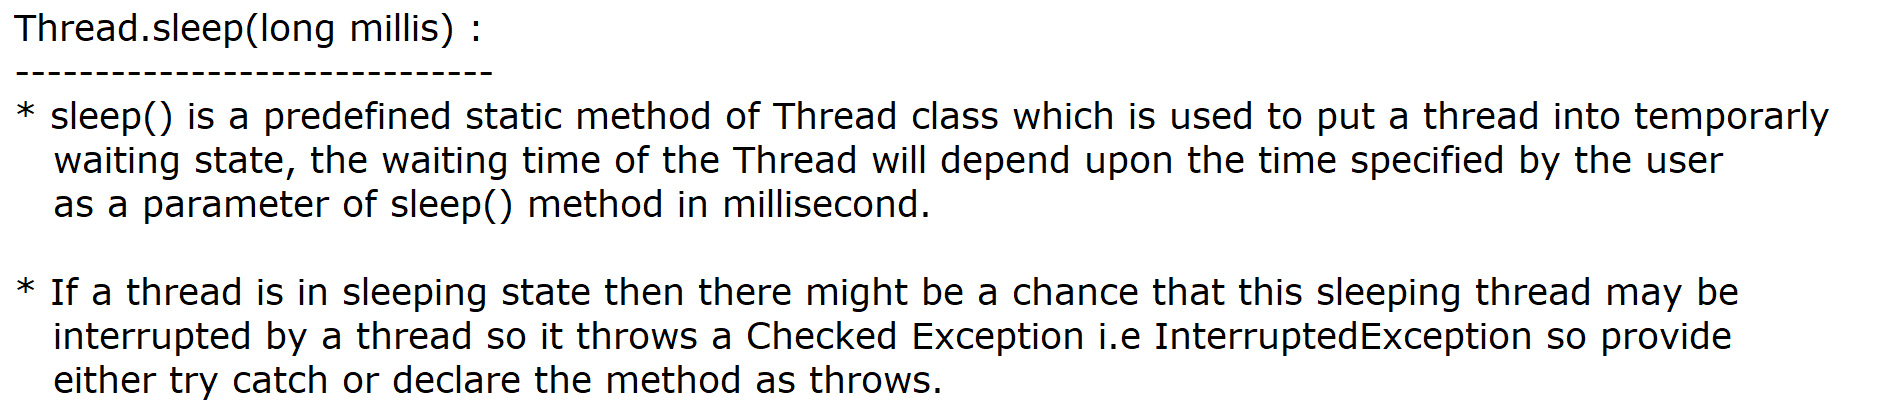 Thread.sleep(long millis) :
------------------------------
* sleep() is a predefined static method of Thread class which is used to put a thread into temporarly
waiting state, the waiting time of the Thread will depend upon the time specified by the user
as a parameter of sleep() method in millisecond.
* If a thread is in sleeping state then there might be a chance that this sleeping thread may be
interrupted by a thread so it throws a Checked Exception i.e InterruptedException so provide
either try catch or declare the method as throws.